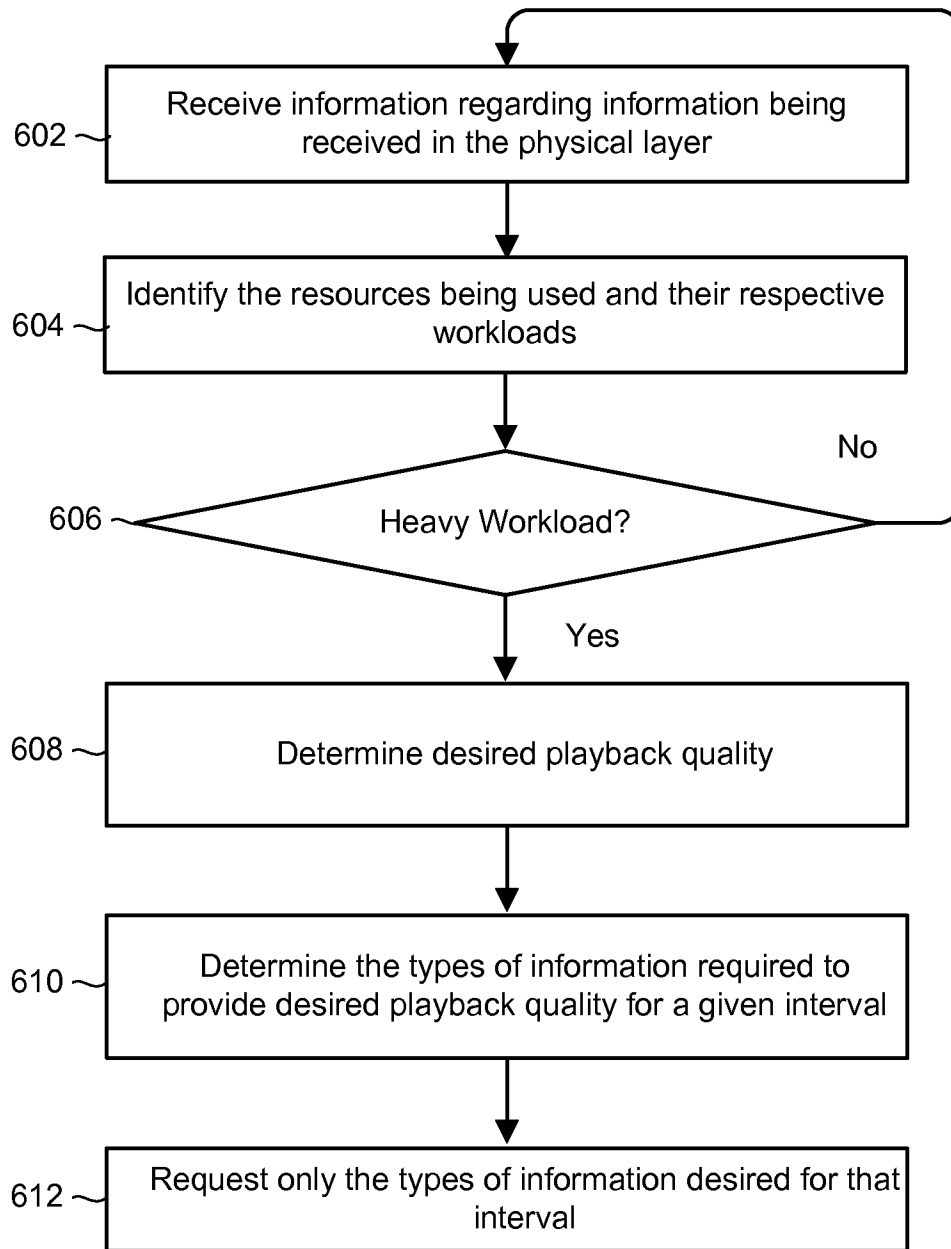 Receive information regarding information being
602
received in the physical layer
Identify the resources being used and their respective
604
workloads
No
606
Heavy Workload?
Yes
608
Determine desired playback quality
610
Determine the types of information required to
provide desired playback quality for a given interval
612
Request only the types of information desired for that
interval